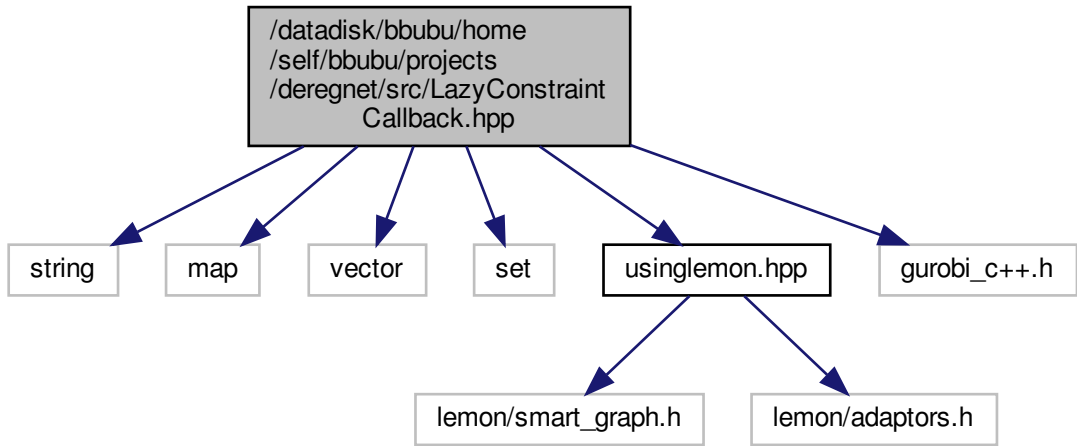 /datadisk/bbubu/home
/self/bbubu/projects
/deregnet/src/LazyConstraint
Callback.hpp
string
map
vector
set
usinglemon.hpp
gurobi_c++.h
lemon/smart_graph.h
lemon/adaptors.h